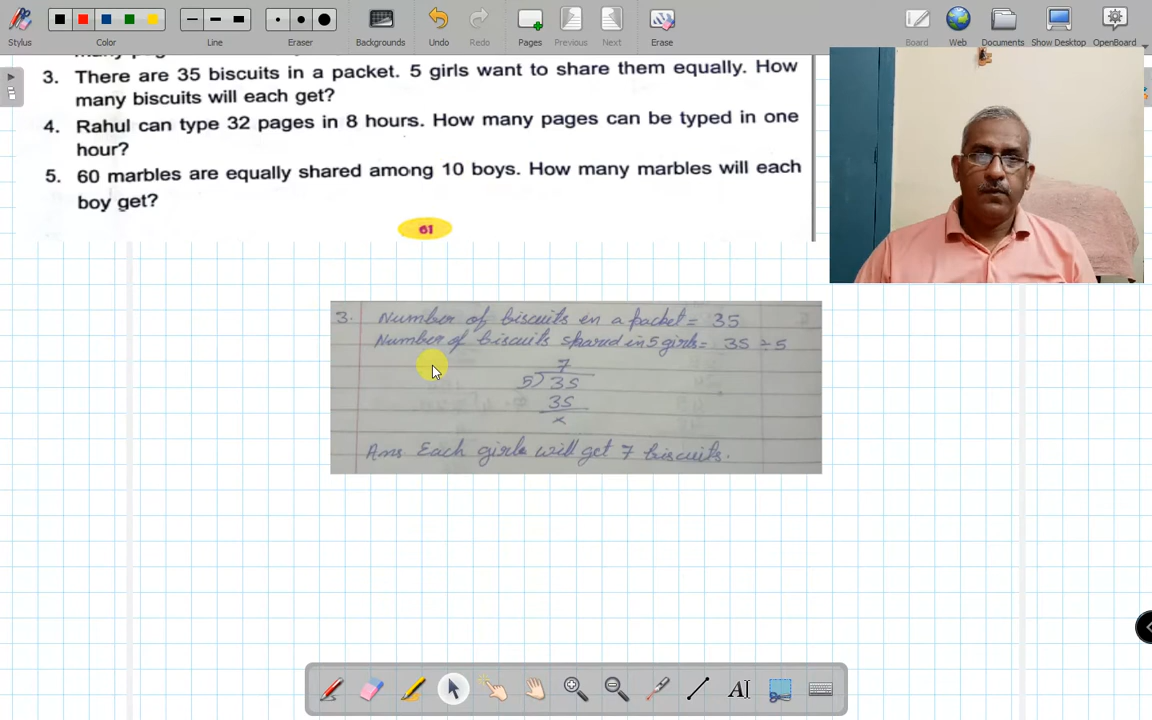 Stylus
Color
Line
Eraser
Backgrounds
Undo
Redo
Pages
Previous
Next
Erase
Board
Web
Documents
Show Desktop
OpenBoard
3. There are 35 biscuits in a packet. 5 girls want to share them equally. How
many biscuits will each get?
4. Rahul can type 32 pages in 8 hours. How many pages can be typed in one
hour?
5. 60 marbles are equally shared among 10 boys. How many marbles will each
boy get?
61
3. Number of biscuits in a packet = 35
Number of biscuits shared in 5 girls = 35 ÷ 5
7
5) 35
35
x
Ans Each girls will get 7 biscuits.
AI